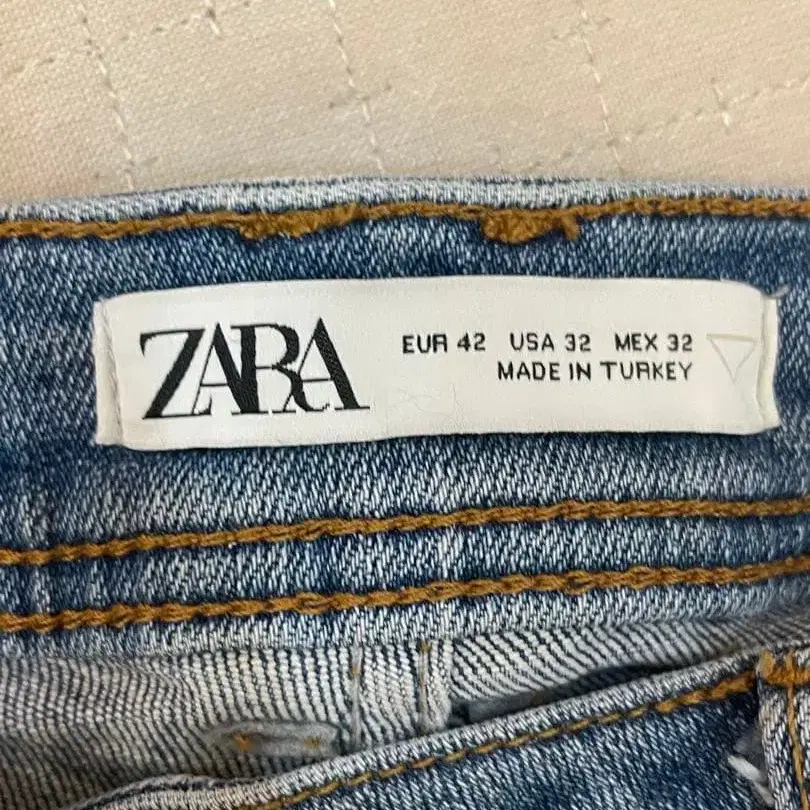 ZARA
EUR 42 USA 32 MEX 32
MADE IN TURKEY